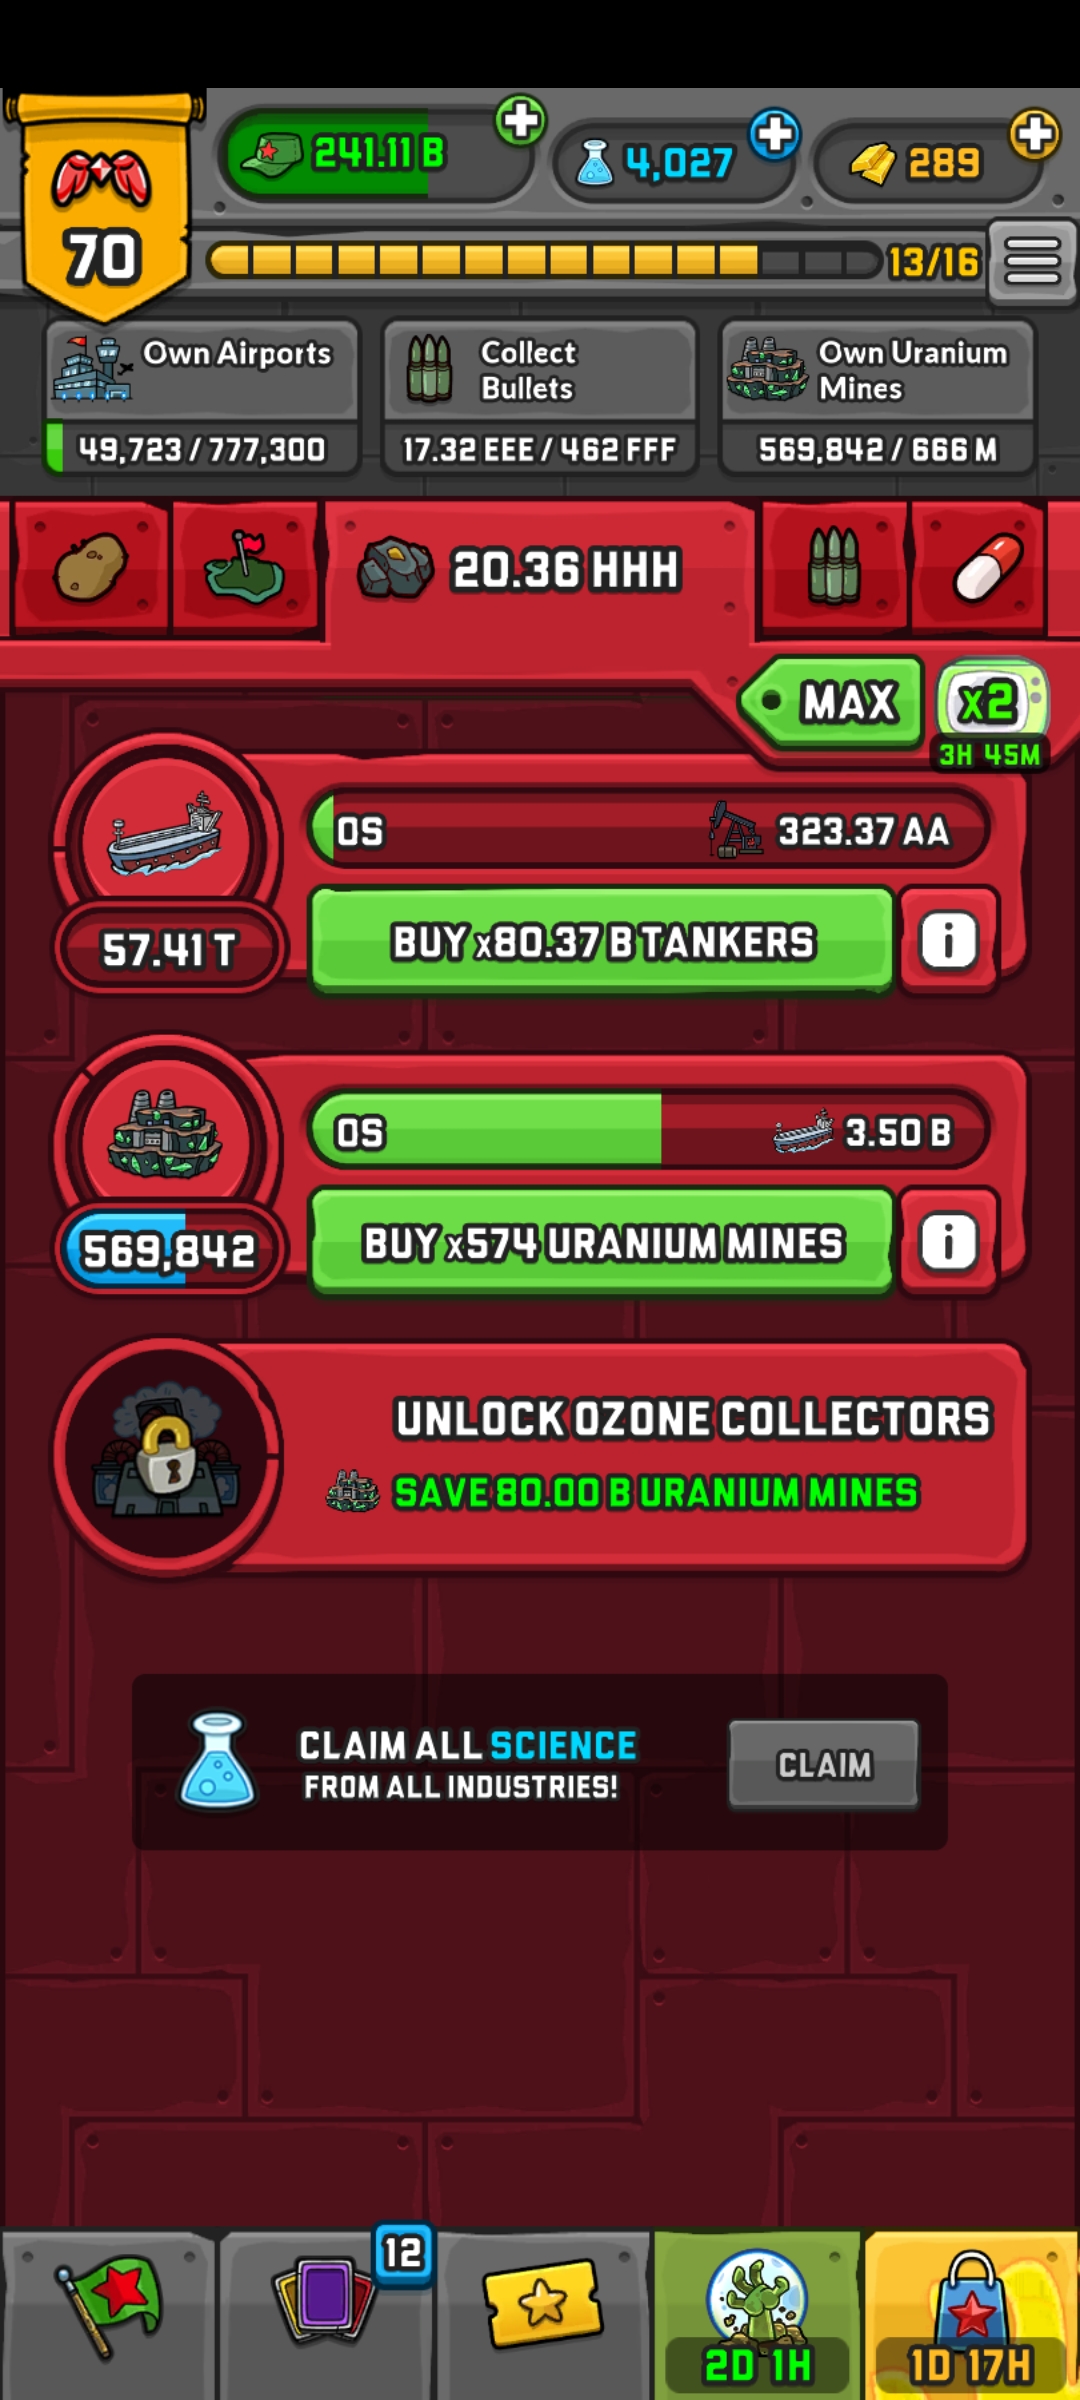 70
241.11 B
4,027
289
13/16
Own Airports
49,723 / 777,300
Collect
Bullets
17.32 EEE / 462 FFF
Own Uranium
Mines
569,842 / 666 M
20.36 HHH
MAX
x2
3H 45M
0S
323.37 AA
57.41 T
BUY x80.37 B TANKERS
i
0S
3.50 B
569,842
BUY x574 URANIUM MINES
i
UNLOCK OZONE COLLECTORS
SAVE 80.00 B URANIUM MINES
CLAIM ALL SCIENCE
FROM ALL INDUSTRIES!
CLAIM
12
2D 1H
1D 17H